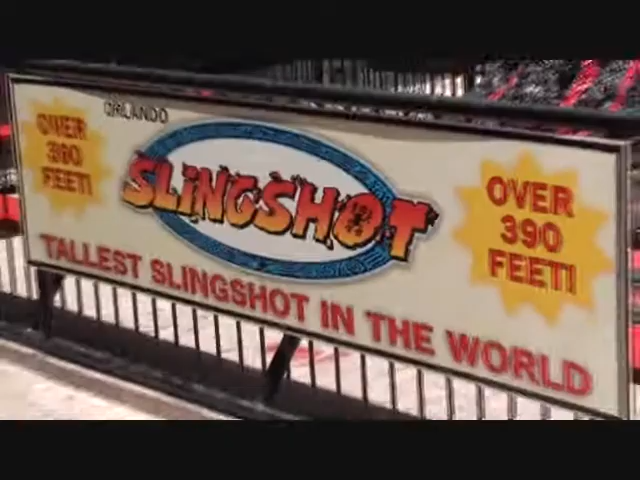 ORLANDO
SLINGSHOT
OVER
390
FEET!
OVER
390
FEET!
TALLEST SLINGSHOT IN THE WORLD